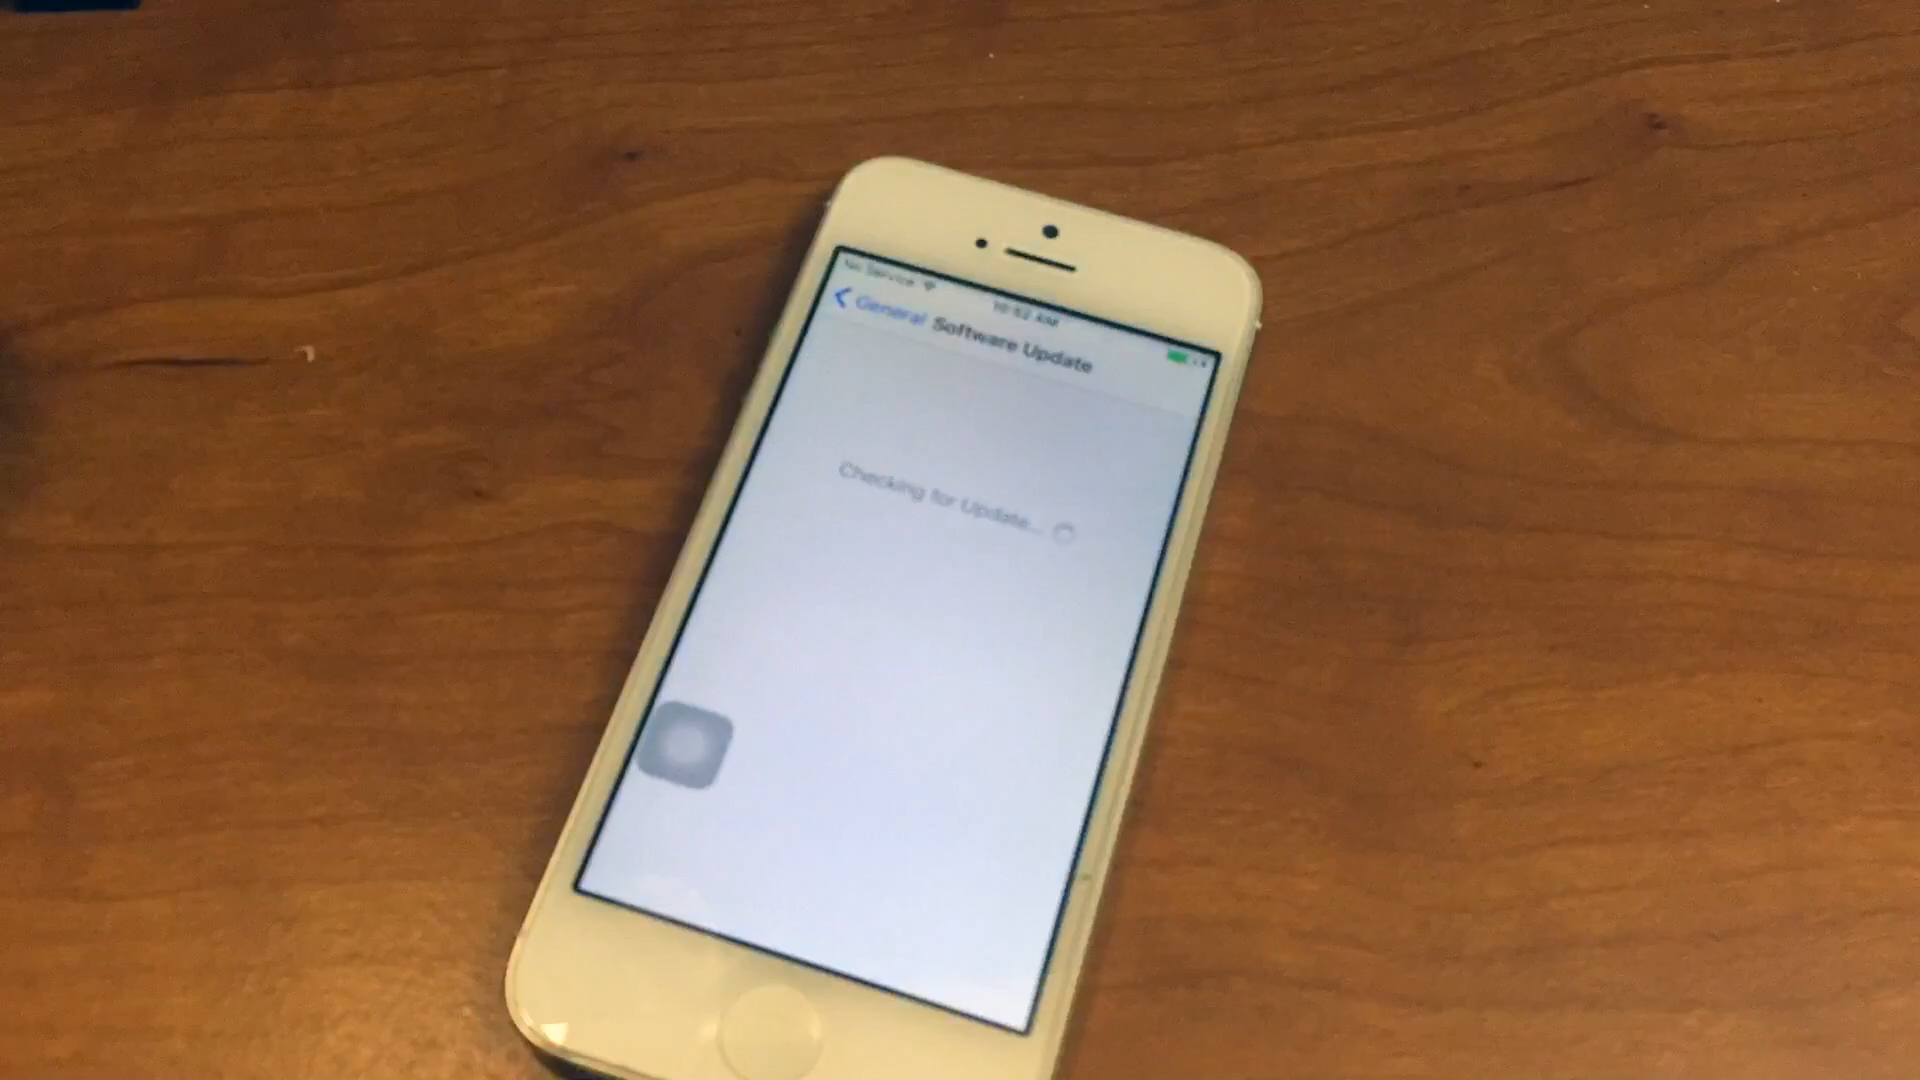 No Service
10:52 AM
General Software Update
Checking for Update...